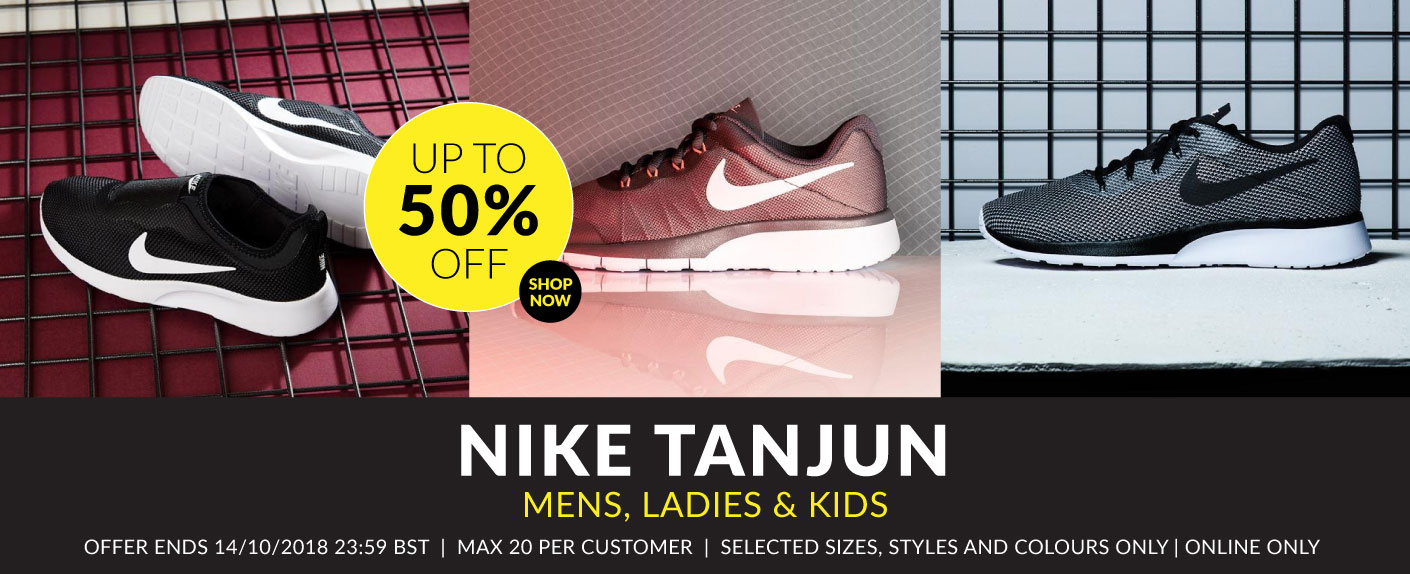 UP TO
50%
OFF
SHOP
NOW
NIKE TANJUN
MENS, LADIES & KIDS
OFFER ENDS 14/10/2018 23:59 BST | MAX 20 PER CUSTOMER | SELECTED SIZES, STYLES AND COLOURS ONLY | ONLINE ONLY